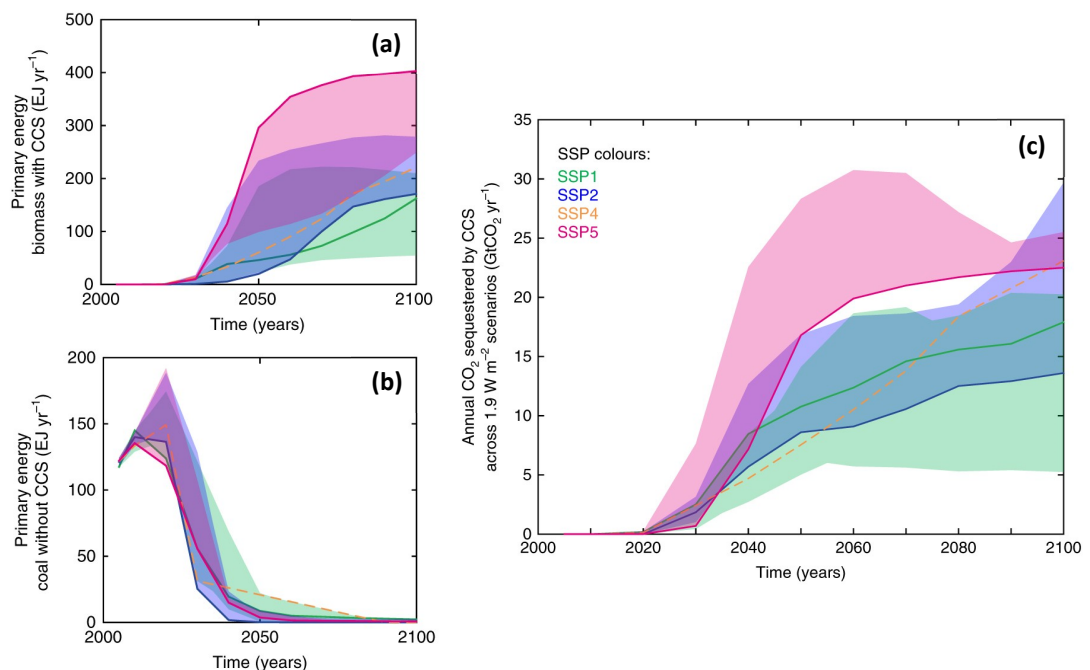 (a)
Primary energy
biomass with CCS (EJ yr⁻¹)
500
400
300
200
100
0
2000 2050 2100
Time (years)
(b)
Primary energy
coal without CCS (EJ yr⁻¹)
200
150
100
50
0
2000 2050 2100
Time (years)
(c)
Annual CO₂ sequestered by CCS
across 1.9 W m⁻² scenarios (GtCO₂ yr⁻¹)
35
30
25
20
15
10
5
0
SSP colours:
SSP1
SSP2
SSP4
SSP5
2000 2020 2040 2060 2080 2100
Time (years)